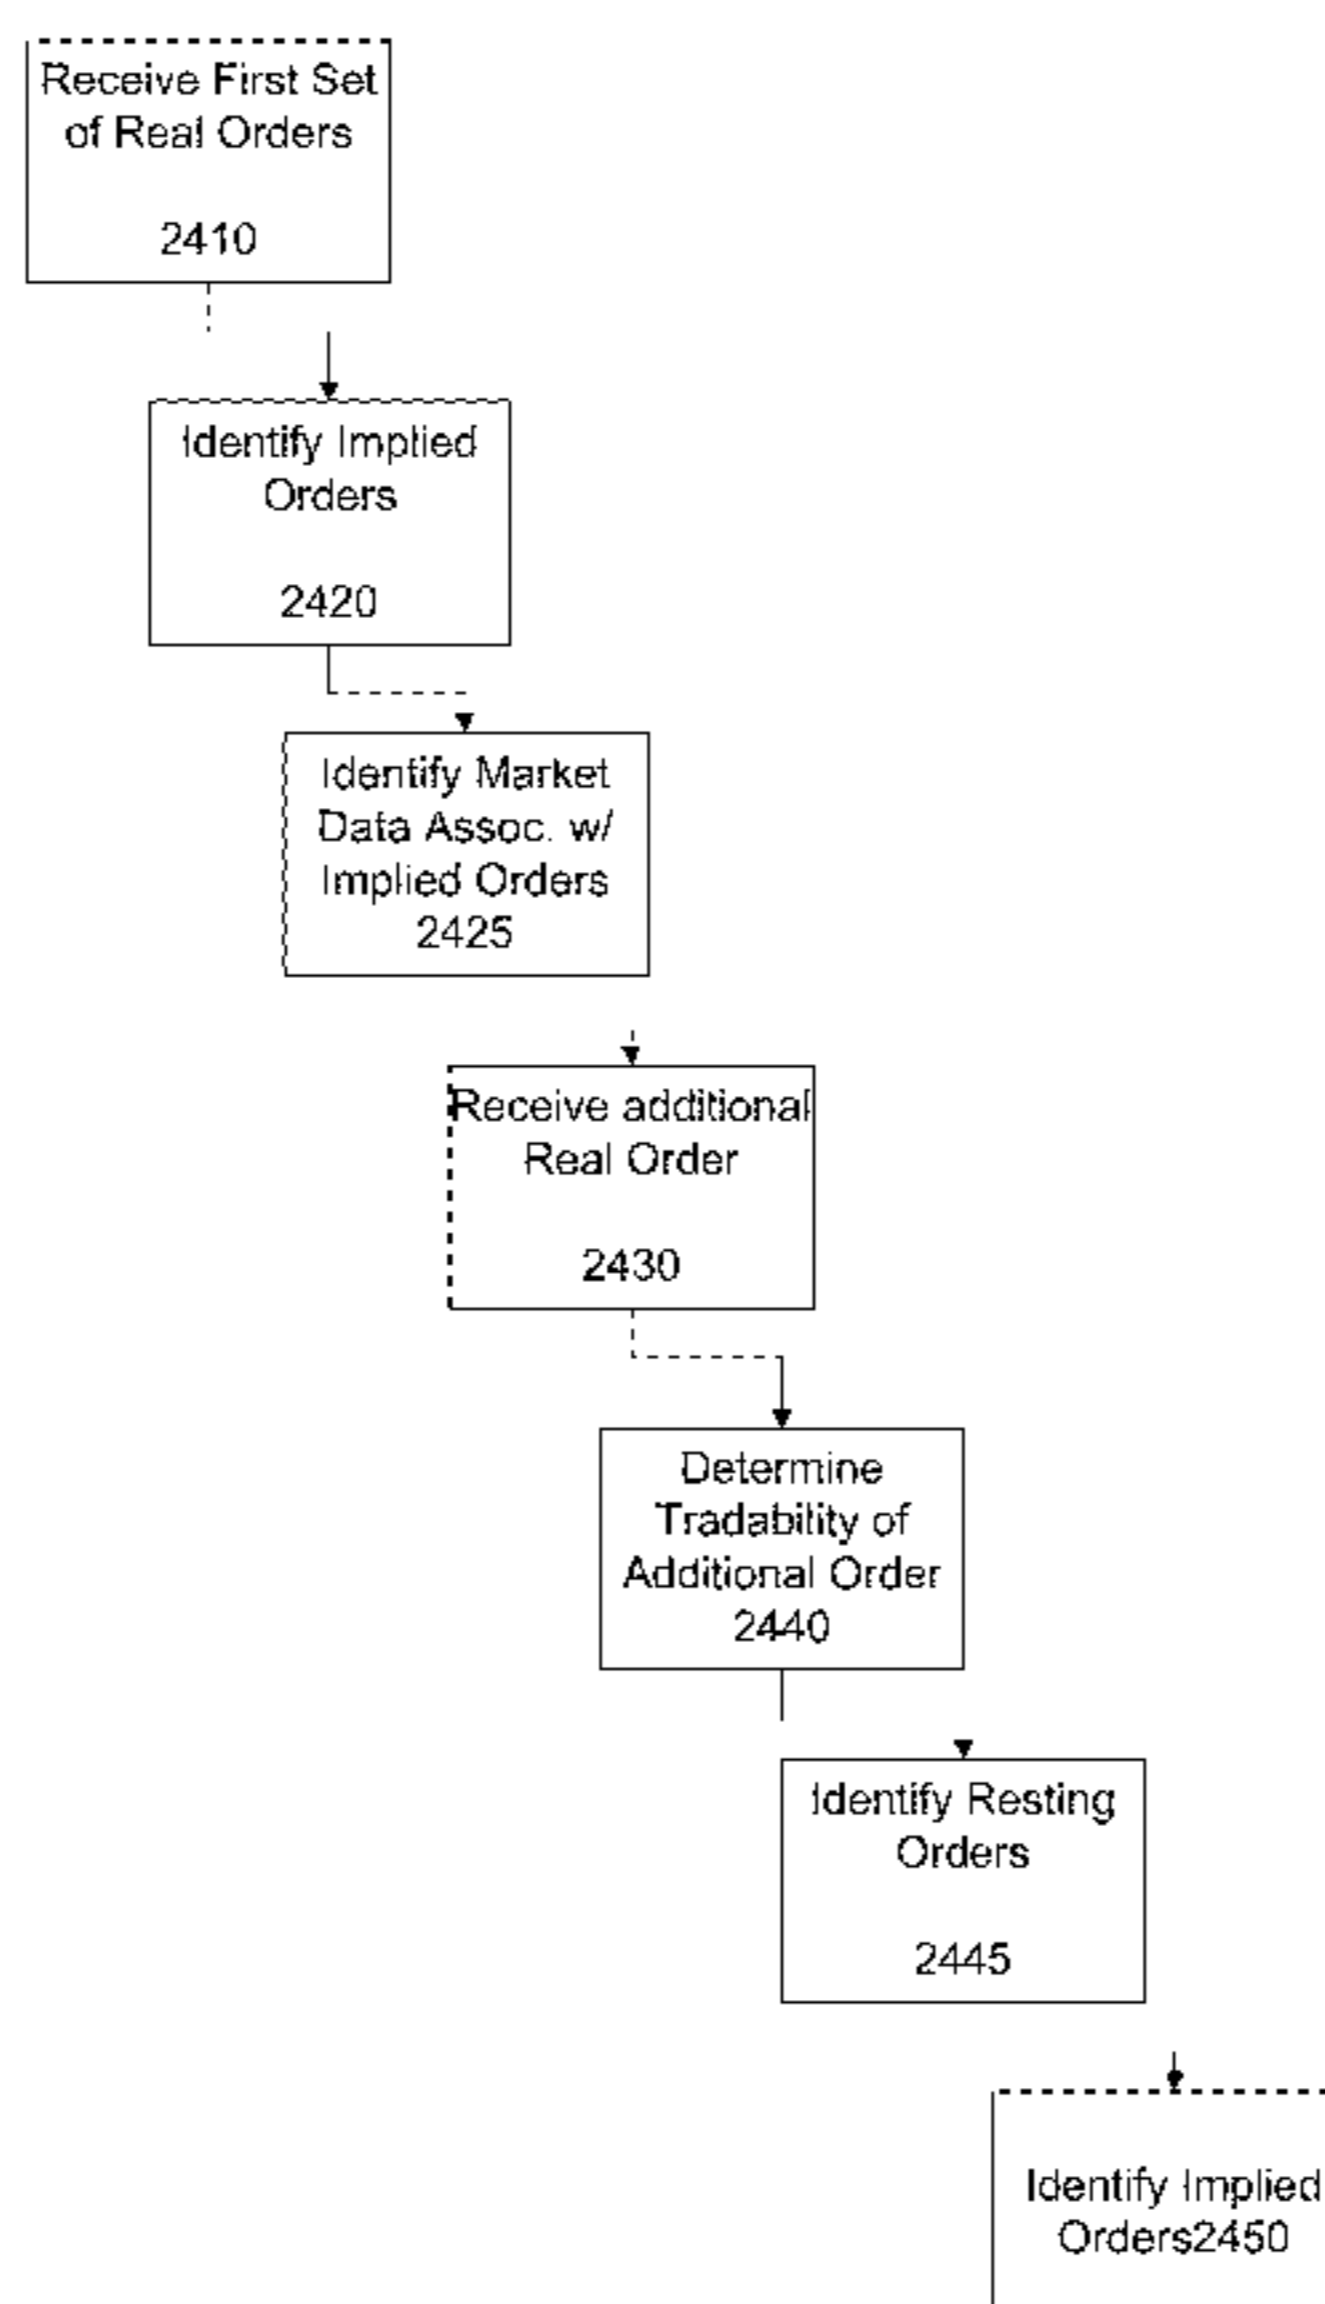 Receive First Set
of Real Orders
2410
Identify Implied
Orders
2420
Identify Market
Data Assoc. w/
Implied Orders
2425
Receive additional
Real Order
2430
Determine
Tradability of
Additional Order
2440
Identify Resting
Orders
2445
Identify Implied
Orders2450